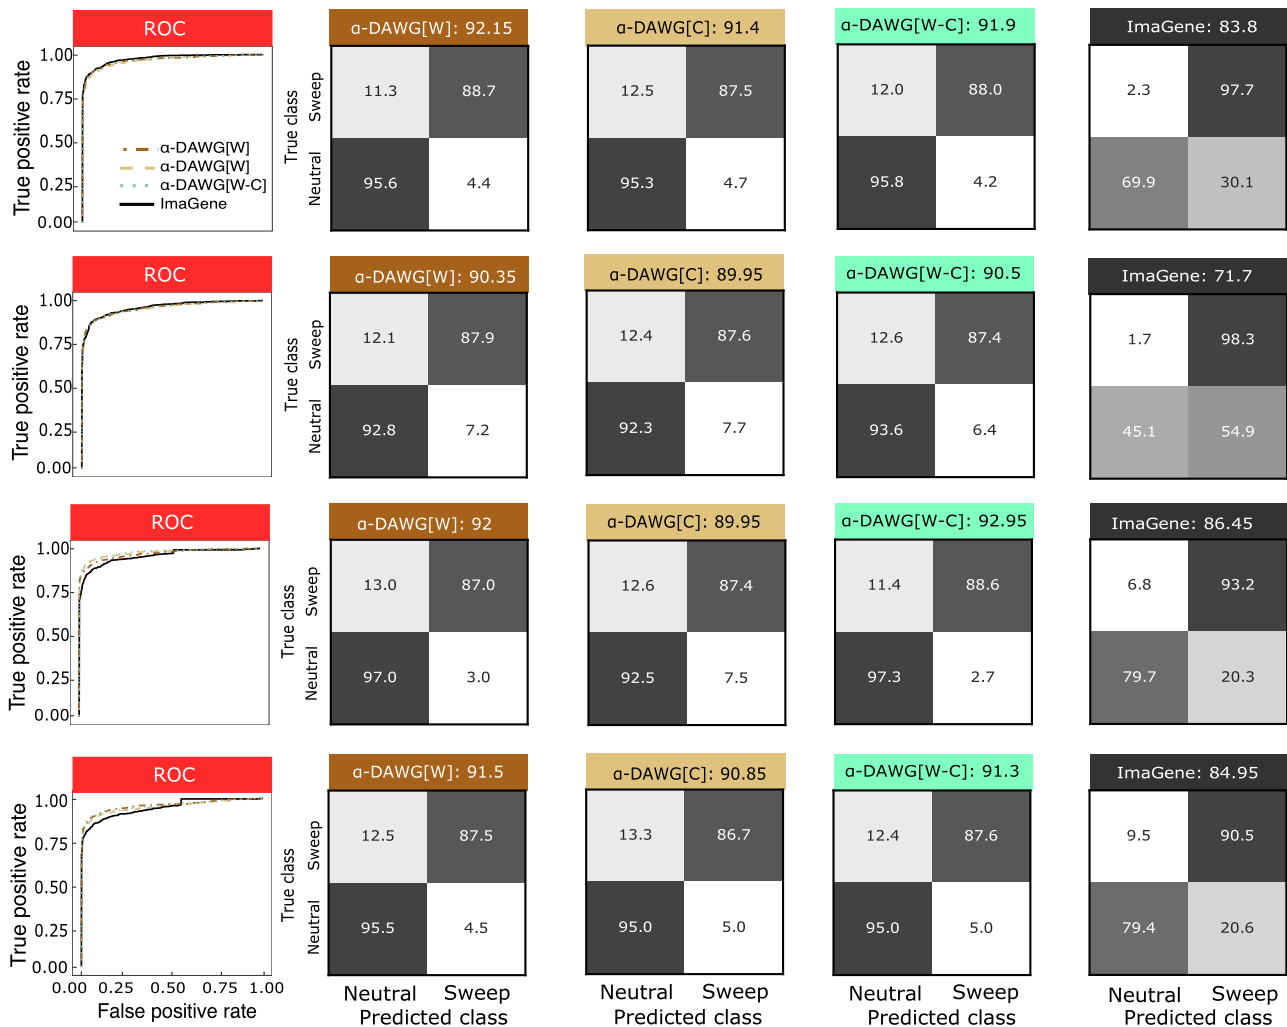 ROC
α-DAWG[W]: 92.15
α-DAWG[C]: 91.4
α-DAWG[W-C]: 91.9
ImaGene: 83.8
True positive rate
1.00
0.75
0.50
0.25
0.00
α-DAWG[W]
α-DAWG[W]
α-DAWG[W-C]
ImaGene
True class
Sweep
Neutral
11.3 88.7
95.6 4.4
12.5 87.5
95.3 4.7
12.0 88.0
95.8 4.2
2.3 97.7
69.9 30.1
ROC
α-DAWG[W]: 90.35
α-DAWG[C]: 89.95
α-DAWG[W-C]: 90.5
ImaGene: 71.7
True positive rate
1.00
0.75
0.50
0.25
0.00
True class
Sweep
Neutral
12.1 87.9
92.8 7.2
12.4 87.6
92.3 7.7
12.6 87.4
93.6 6.4
1.7 98.3
45.1 54.9
ROC
α-DAWG[W]: 92
α-DAWG[C]: 89.95
α-DAWG[W-C]: 92.95
ImaGene: 86.45
True positive rate
1.00
0.75
0.50
0.25
0.00
True class
Sweep
Neutral
13.0 87.0
97.0 3.0
12.6 87.4
92.5 7.5
11.4 88.6
97.3 2.7
6.8 93.2
79.7 20.3
ROC
α-DAWG[W]: 91.5
α-DAWG[C]: 90.85
α-DAWG[W-C]: 91.3
ImaGene: 84.95
True positive rate
1.00
0.75
0.50
0.25
0.00
0.00 0.25 0.50 0.75 1.00
False positive rate
True class
Sweep
Neutral
12.5 87.5
95.5 4.5
13.3 86.7
95.0 5.0
12.4 87.6
95.0 5.0
9.5 90.5
79.4 20.6
Neutral Sweep
Predicted class
Neutral Sweep
Predicted class
Neutral Sweep
Predicted class
Neutral Sweep
Predicted class